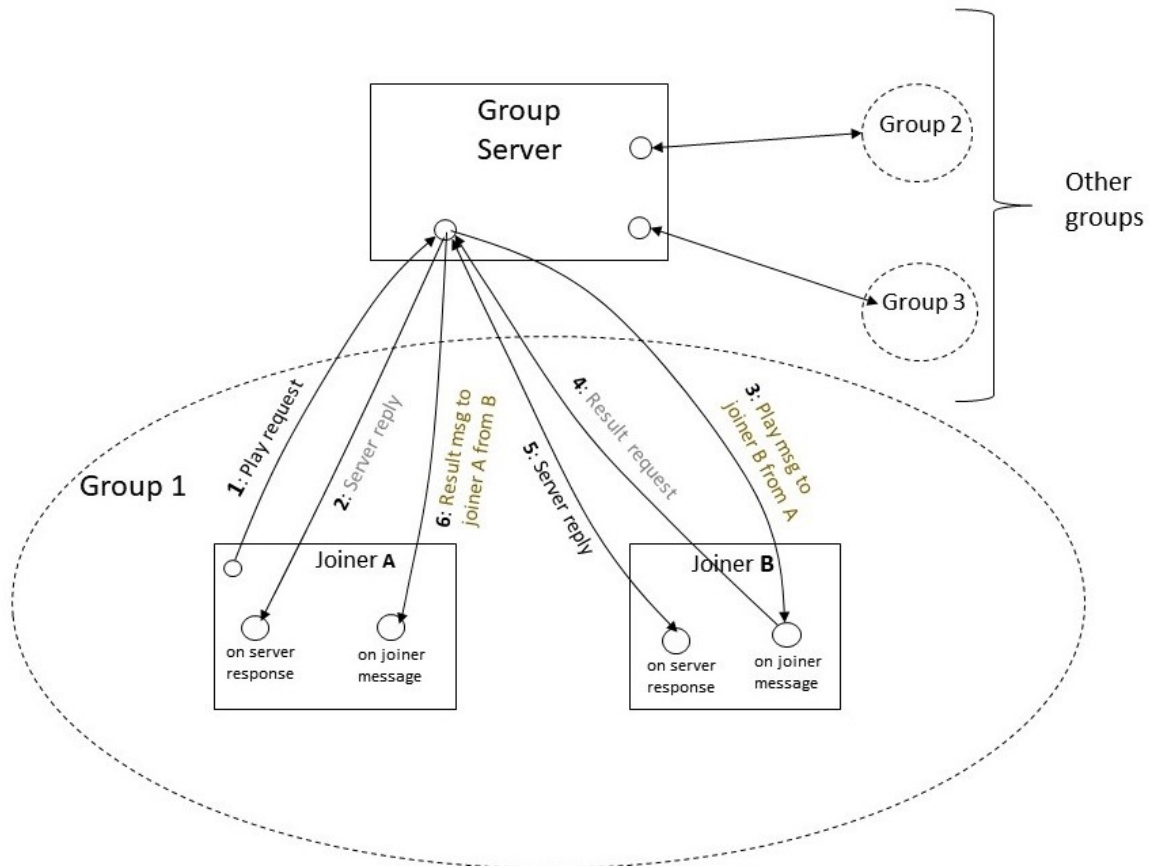 Group
Server
Group 2
Other
groups
Group 3
1: Play request
2: Server reply
6: Result msg to
joiner A from B
5: Server reply
4: Result request
3: Play msg to
joiner B from A
Group 1
Joiner A
on server
response
on joiner
message
Joiner B
on server
response
on joiner
message